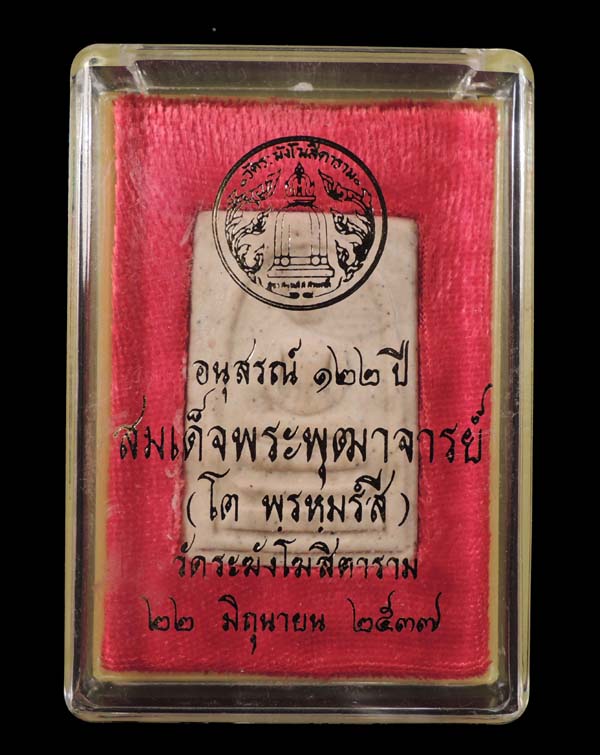 วัดระฆังโฆสิตาราม
อนุสรณ์ ๑๒๒ ปี
สมเด็จพระพุฒาจารย์
(โต พฺรหฺมรํสี)
วัดระฆังโฆสิตาราม
๒๒ มิถุนายน ๒๕๓๗